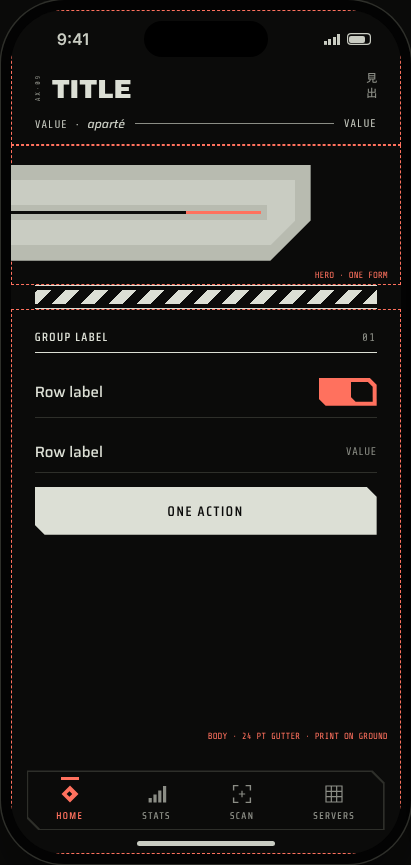 9:41
AX·09
TITLE
見出
VALUE · aparté
VALUE
HERO · ONE FORM
GROUP LABEL
01
Row label
Row label
VALUE
ONE ACTION
BODY · 24 PT GUTTER · PRINT ON GROUND
HOME
STATS
SCAN
SERVERS